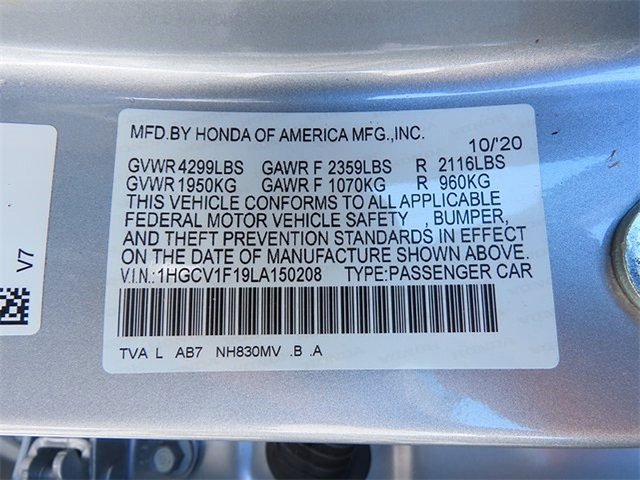 MFD.BY HONDA OF AMERICA MFG.,INC.
10/'20
GVWR 4299LBS GAWR F 2359LBS R 2116LBS
GVWR 1950KG GAWR F 1070KG R 960KG
THIS VEHICLE CONFORMS TO ALL APPLICABLE
FEDERAL MOTOR VEHICLE SAFETY , BUMPER,
AND THEFT PREVENTION STANDARDS IN EFFECT
ON THE DATE OF MANUFACTURE SHOWN ABOVE.
V.I.N.:1HGCV1F19LA150208 TYPE:PASSENGER CAR
TVA L AB7 NH830MV .B .A
V7